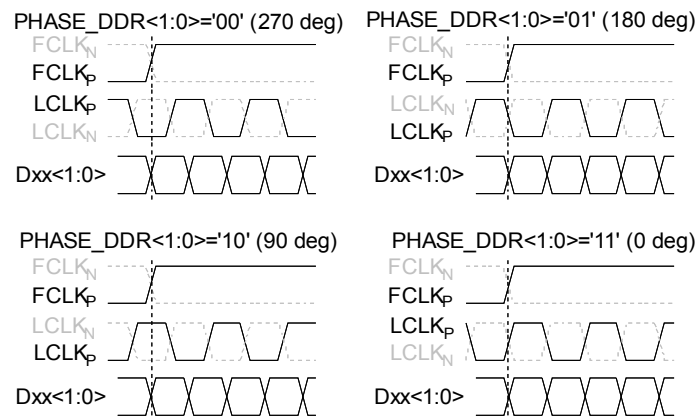 PHASE_DDR<1:0>='00' (270 deg)
FCLKN
FCLKP
LCLKP
LCLKN
Dxx<1:0>
PHASE_DDR<1:0>='01' (180 deg)
FCLKN
FCLKP
LCLKN
LCLKP
Dxx<1:0>
PHASE_DDR<1:0>='10' (90 deg)
FCLKN
FCLKP
LCLKN
LCLKP
Dxx<1:0>
PHASE_DDR<1:0>='11' (0 deg)
FCLKN
FCLKP
LCLKP
LCLKN
Dxx<1:0>